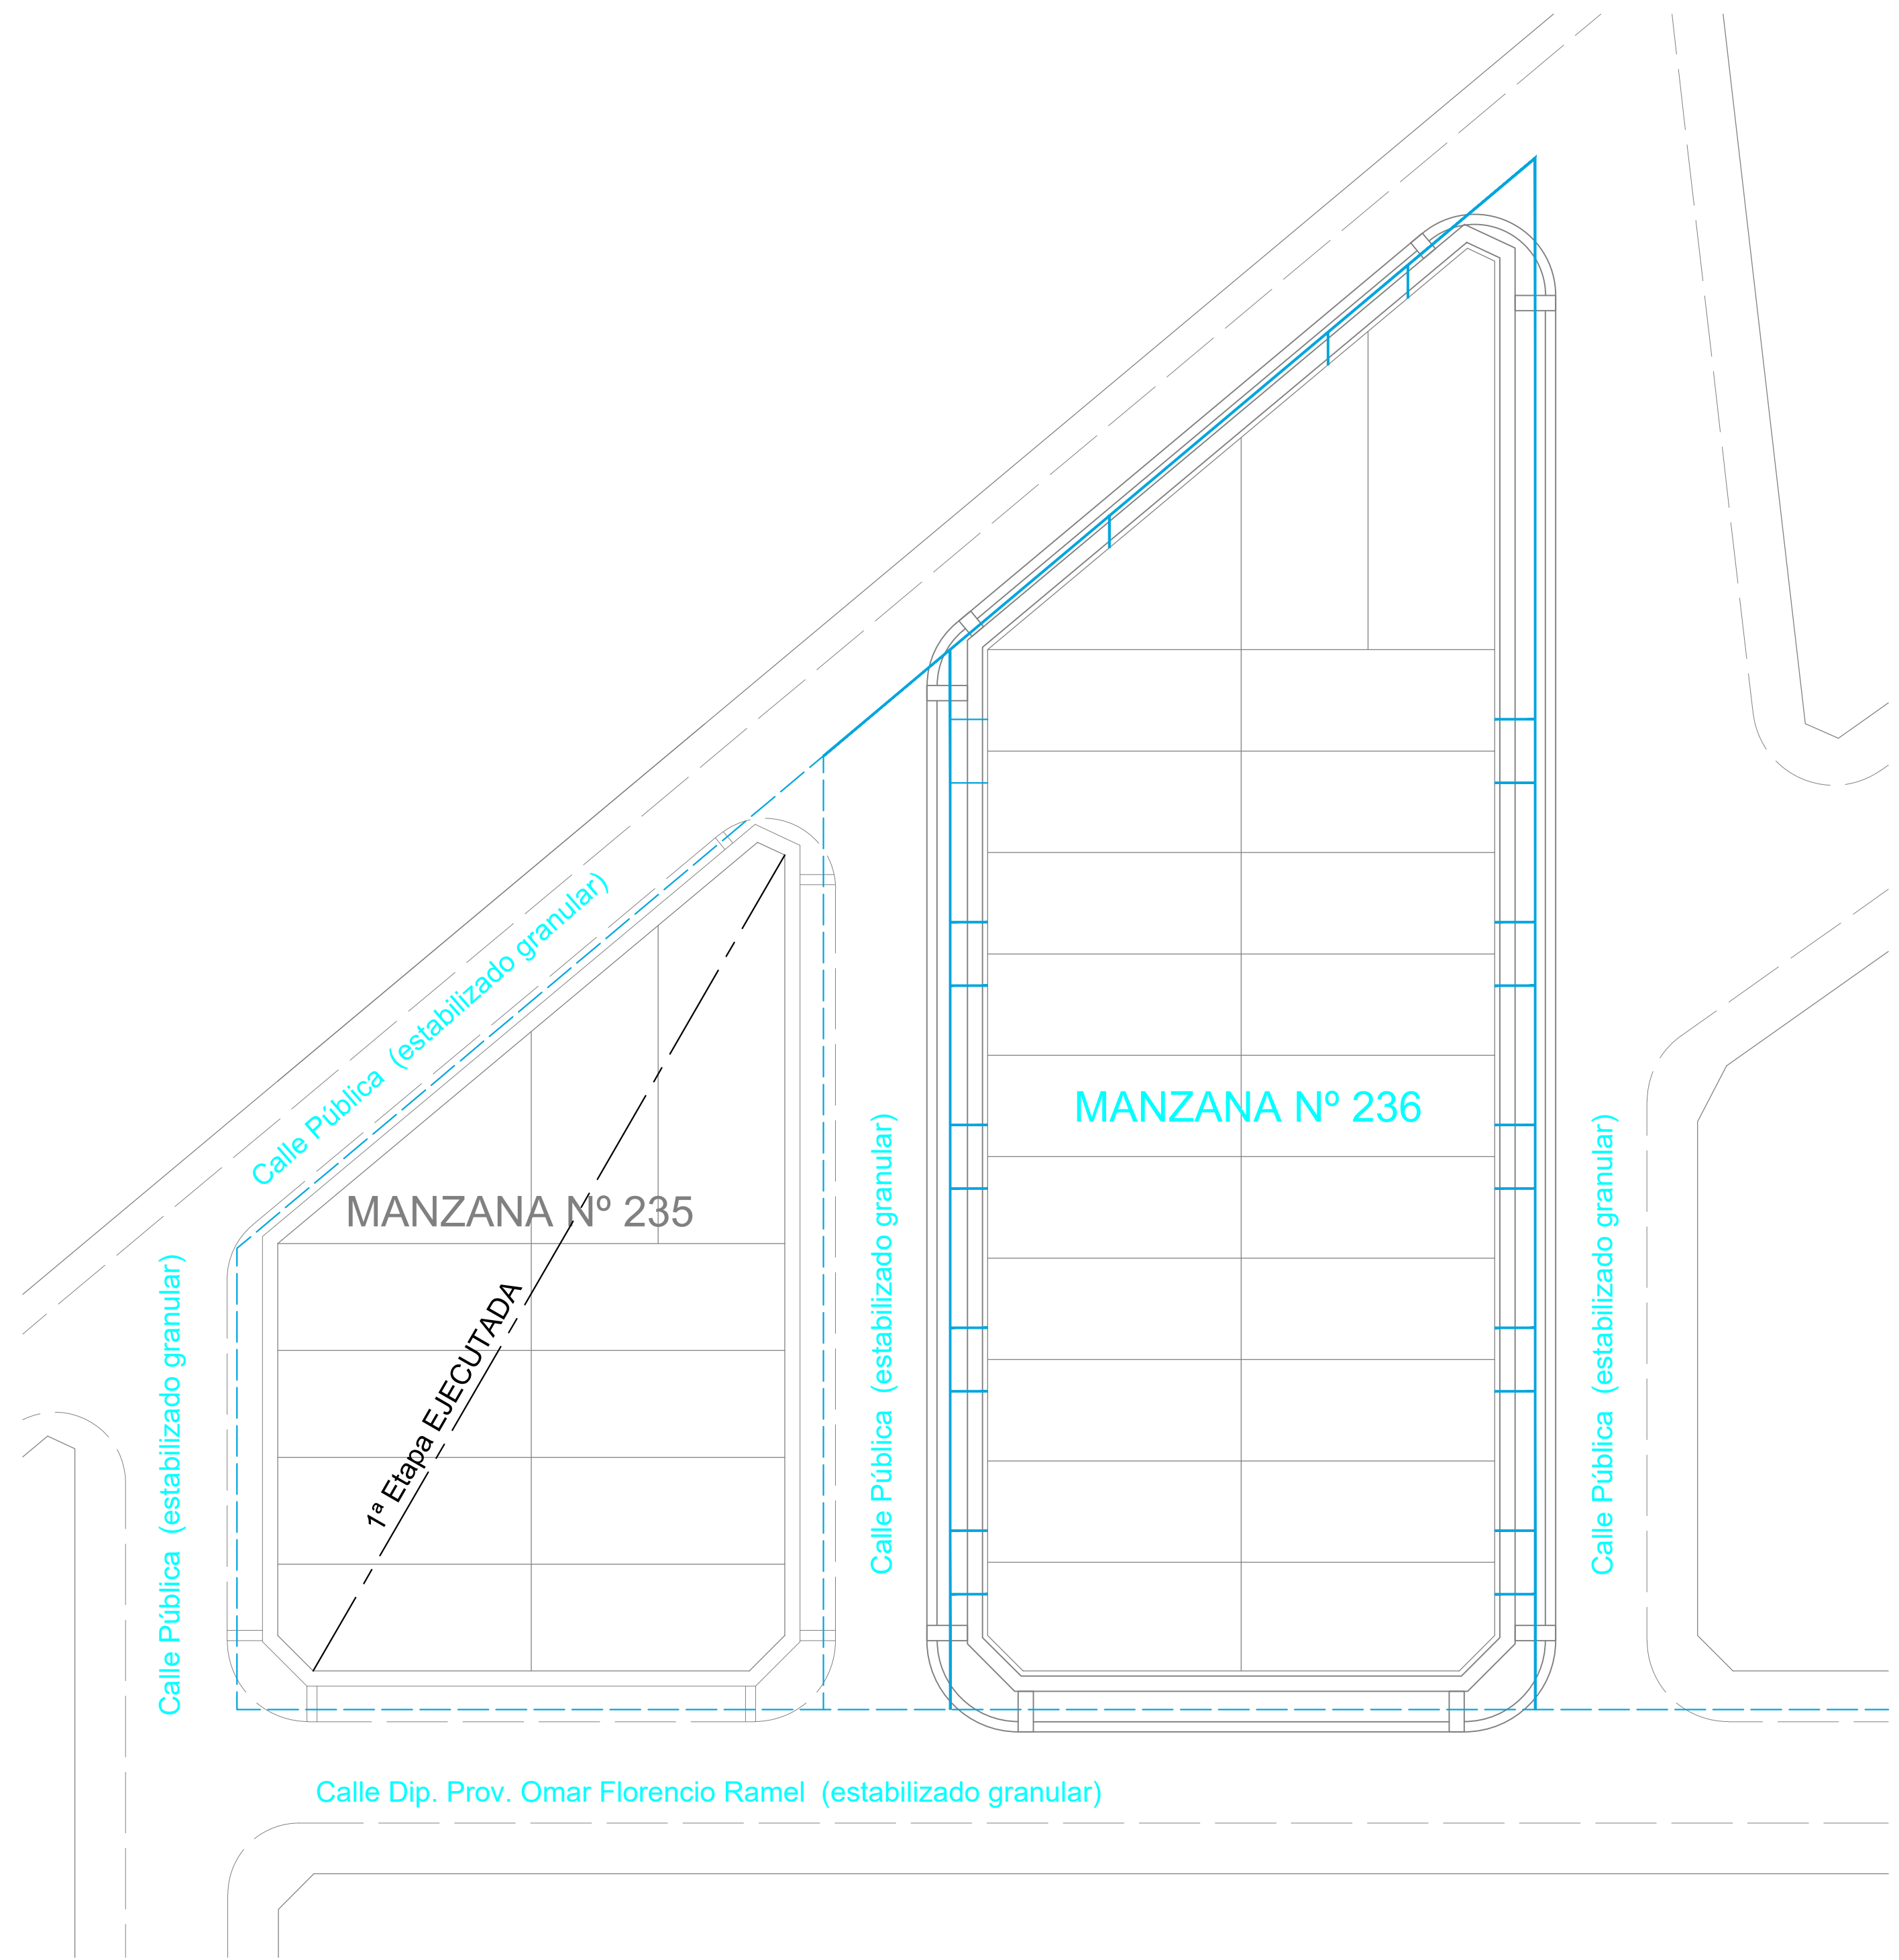 Calle Pública (estabilizado granular)
MANZANA Nº 236
MANZANA Nº 235
1ª Etapa EJECUTADA
Calle Pública (estabilizado granular)
Calle Pública (estabilizado granular)
Calle Pública (estabilizado granular)
Calle Dip. Prov. Omar Florencio Ramel (estabilizado granular)